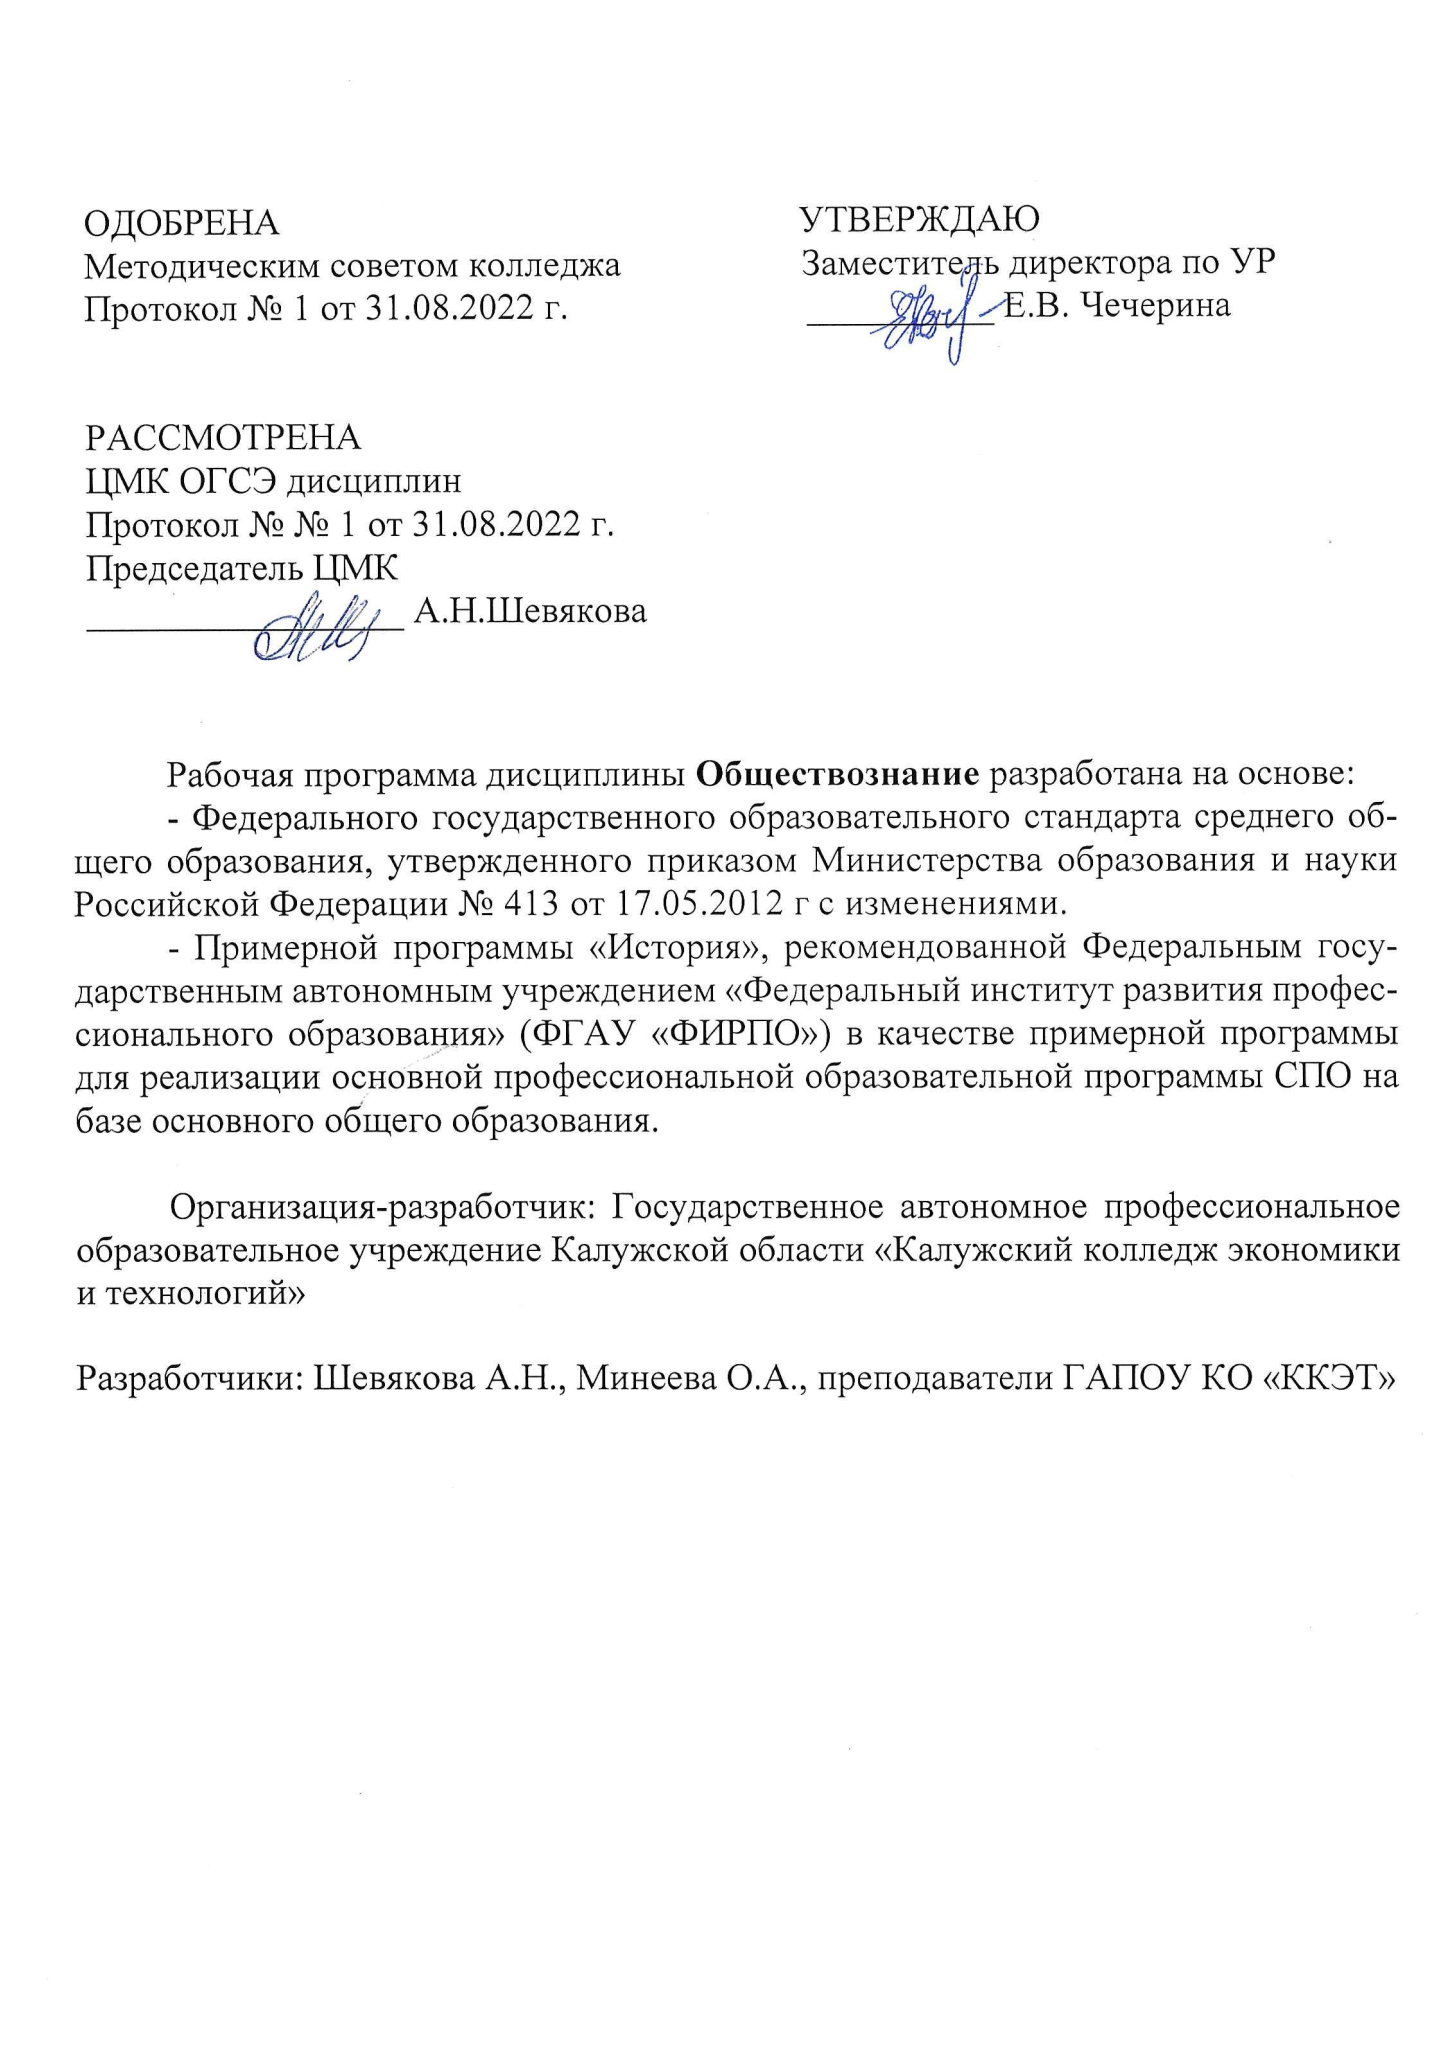 ОДОБРЕНА
Методическим советом колледжа
Протокол № 1 от 31.08.2022 г.
УТВЕРЖДАЮ
Заместитель директора по УР
Е.В. Чечерина
РАССМОТРЕНА
ЦМК ОГСЭ дисциплин
Протокол № № 1 от 31.08.2022 г.
Председатель ЦМК
А.Н.Шевякова
Рабочая программа дисциплины Обществознание разработана на основе:
- Федерального государственного образовательного стандарта среднего об-
щего образования, утвержденного приказом Министерства образования и науки
Российской Федерации № 413 от 17.05.2012 г с изменениями.
- Примерной программы «История», рекомендованной Федеральным госу-
дарственным автономным учреждением «Федеральный институт развития профес-
сионального образования» (ФГАУ «ФИРПО») в качестве примерной программы
для реализации основной профессиональной образовательной программы СПО на
базе основного общего образования.
Организация-разработчик: Государственное автономное профессиональное
образовательное учреждение Калужской области «Калужский колледж экономики
и технологий»
Разработчики: Шевякова А.Н., Минеева О.А., преподаватели ГАПОУ КО «ККЭТ»